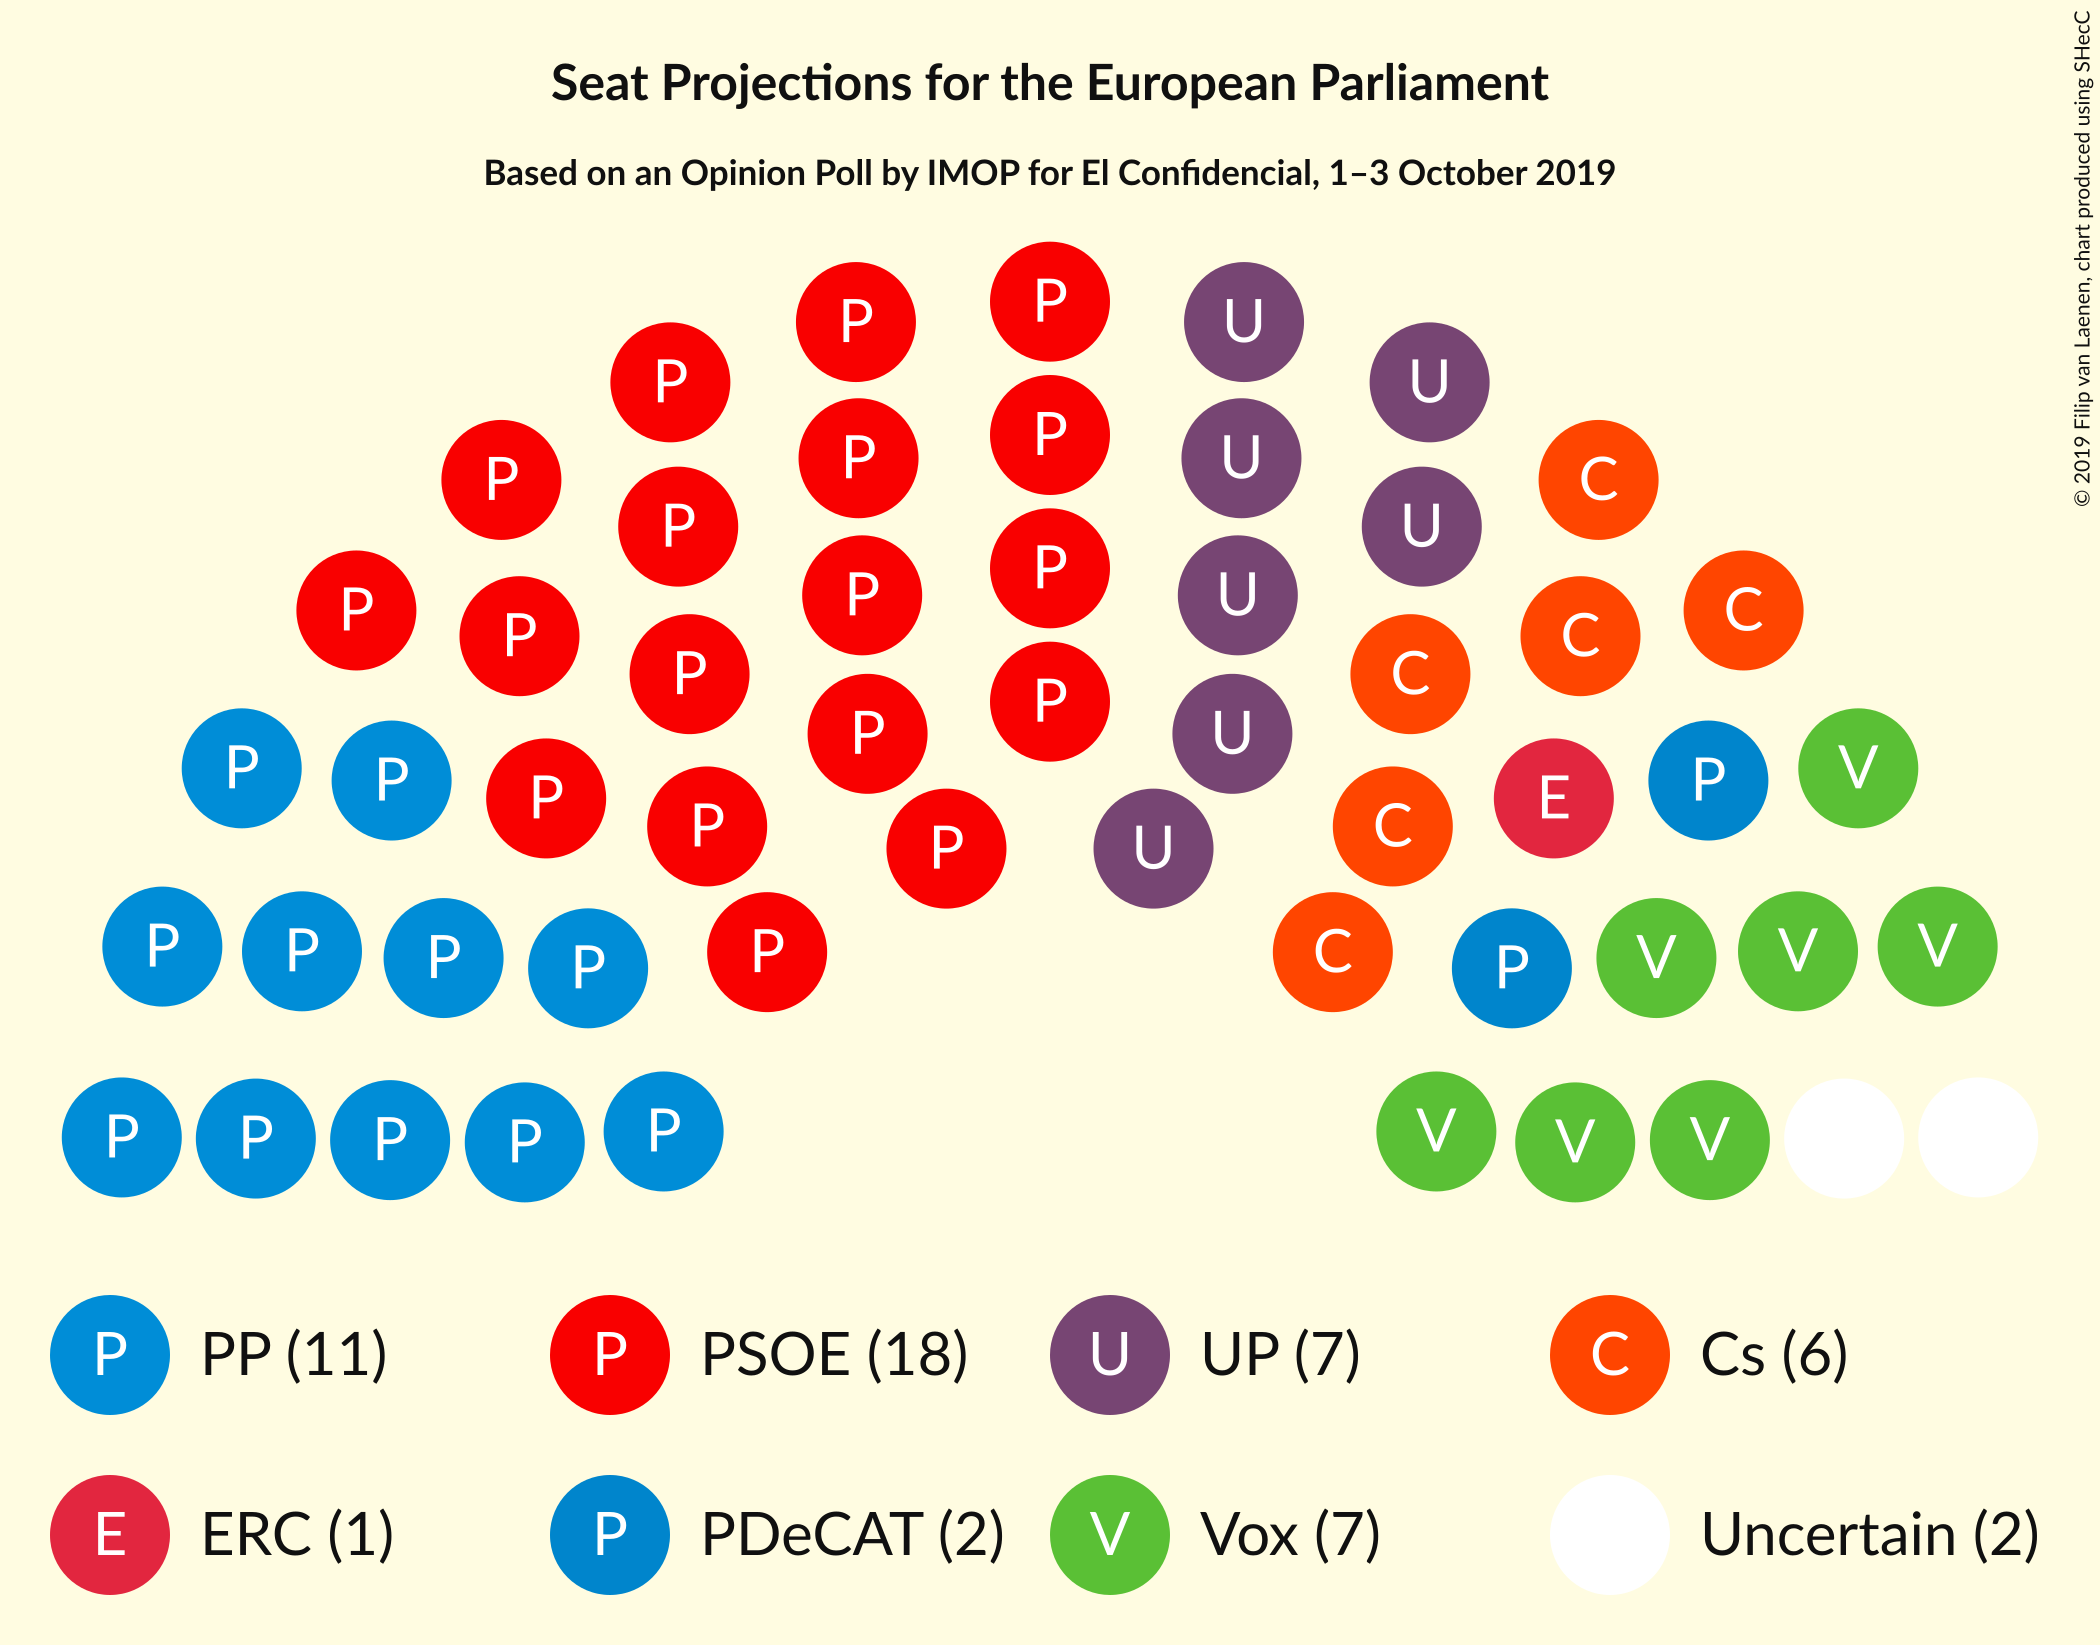 Seat Projections for the European Parliament
Based on an Opinion Poll by IMOP for El Confidencial, 1–3 October 2019
© 2019 Filip van Laenen, chart produced using SHecC
P
P P U U
P P
P P U U C
P P U C
P P P U C C
P P U
P P P P U C E P V
P P P P P P U C C P V V V
P P P P P V V V
P PP (11) P PSOE (18) U UP (7) C Cs (6)
E ERC (1) P PDeCAT (2) V Vox (7) Uncertain (2)